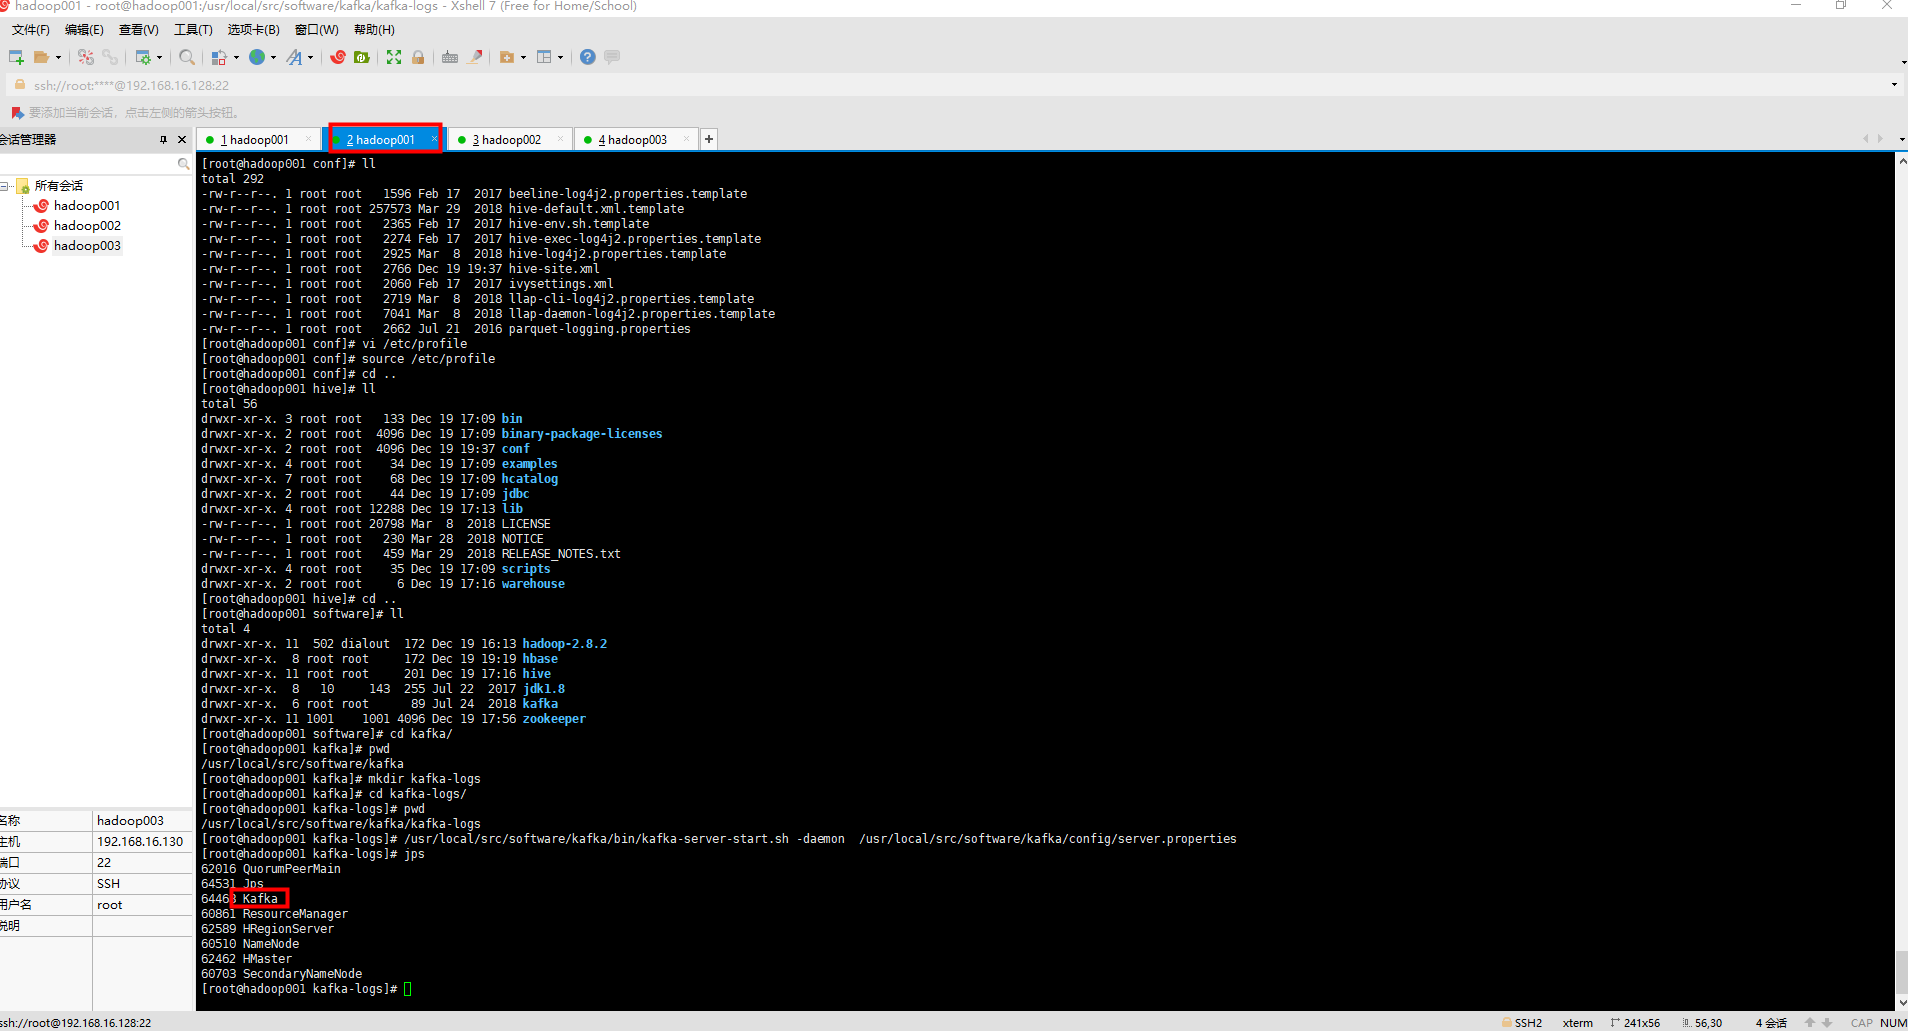 hadoop001 - root@hadoop001:/usr/local/src/software/kafka/kafka-logs - Xshell 7 (Free for Home/School)
文件(F) 编辑(E) 查看(V) 工具(T) 选项卡(B) 窗口(W) 帮助(H)
ssh://root:****@192.168.16.128:22
要添加当前会话，点击左侧的箭头按钮。
会话管理器
1 hadoop001 2 hadoop001 3 hadoop002 4 hadoop003
所有会话
hadoop001
hadoop002
hadoop003
[root@hadoop001 conf]# ll
total 292
-rw-r--r--. 1 root root   1596 Feb 17  2017 beeline-log4j2.properties.template
-rw-r--r--. 1 root root 257573 Mar 29  2018 hive-default.xml.template
-rw-r--r--. 1 root root   2365 Feb 17  2017 hive-env.sh.template
-rw-r--r--. 1 root root   2274 Feb 17  2017 hive-exec-log4j2.properties.template
-rw-r--r--. 1 root root   2925 Mar  8  2018 hive-log4j2.properties.template
-rw-r--r--. 1 root root   2766 Dec 19 19:37 hive-site.xml
-rw-r--r--. 1 root root   2060 Feb 17  2017 ivysettings.xml
-rw-r--r--. 1 root root   2719 Mar  8  2018 llap-cli-log4j2.properties.template
-rw-r--r--. 1 root root   7041 Mar  8  2018 llap-daemon-log4j2.properties.template
-rw-r--r--. 1 root root   2662 Jul 21  2016 parquet-logging.properties
[root@hadoop001 conf]# vi /etc/profile
[root@hadoop001 conf]# source /etc/profile
[root@hadoop001 conf]# cd ..
[root@hadoop001 hive]# ll
total 56
drwxr-xr-x. 3 root root   133 Dec 19 17:09 bin
drwxr-xr-x. 2 root root  4096 Dec 19 17:09 binary-package-licenses
drwxr-xr-x. 2 root root  4096 Dec 19 19:37 conf
drwxr-xr-x. 4 root root    34 Dec 19 17:09 examples
drwxr-xr-x. 7 root root    68 Dec 19 17:09 hcatalog
drwxr-xr-x. 2 root root    44 Dec 19 17:09 jdbc
drwxr-xr-x. 4 root root 12288 Dec 19 17:13 lib
-rw-r--r--. 1 root root 20798 Mar  8  2018 LICENSE
-rw-r--r--. 1 root root   230 Mar 28  2018 NOTICE
-rw-r--r--. 1 root root   459 Mar 29  2018 RELEASE_NOTES.txt
drwxr-xr-x. 4 root root    35 Dec 19 17:09 scripts
drwxr-xr-x. 2 root root     6 Dec 19 17:16 warehouse
[root@hadoop001 hive]# cd ..
[root@hadoop001 software]# ll
total 4
drwxr-xr-x. 11  502 dialout  172 Dec 19 16:13 hadoop-2.8.2
drwxr-xr-x.  8 root root     172 Dec 19 19:19 hbase
drwxr-xr-x. 11 root root     201 Dec 19 17:16 hive
drwxr-xr-x.  8   10     143  255 Jul 22  2017 jdk1.8
drwxr-xr-x.  6 root root      89 Jul 24  2018 kafka
drwxr-xr-x. 11 1001    1001 4096 Dec 19 17:56 zookeeper
[root@hadoop001 software]# cd kafka/
[root@hadoop001 kafka]# pwd
/usr/local/src/software/kafka
[root@hadoop001 kafka]# mkdir kafka-logs
[root@hadoop001 kafka]# cd kafka-logs/
[root@hadoop001 kafka-logs]# pwd
/usr/local/src/software/kafka/kafka-logs
[root@hadoop001 kafka-logs]# /usr/local/src/software/kafka/bin/kafka-server-start.sh -daemon  /usr/local/src/software/kafka/config/server.properties
[root@hadoop001 kafka-logs]# jps
62016 QuorumPeerMain
64531 Jps
64463 Kafka
60861 ResourceManager
62589 HRegionServer
60510 NameNode
62462 HMaster
60703 SecondaryNameNode
[root@hadoop001 kafka-logs]#
名称 hadoop003
主机 192.168.16.130
端口 22
协议 SSH
用户名 root
说明
ssh://root@192.168.16.128:22 SSH2 xterm 241x56 56,30 4 会话 CAP NUM